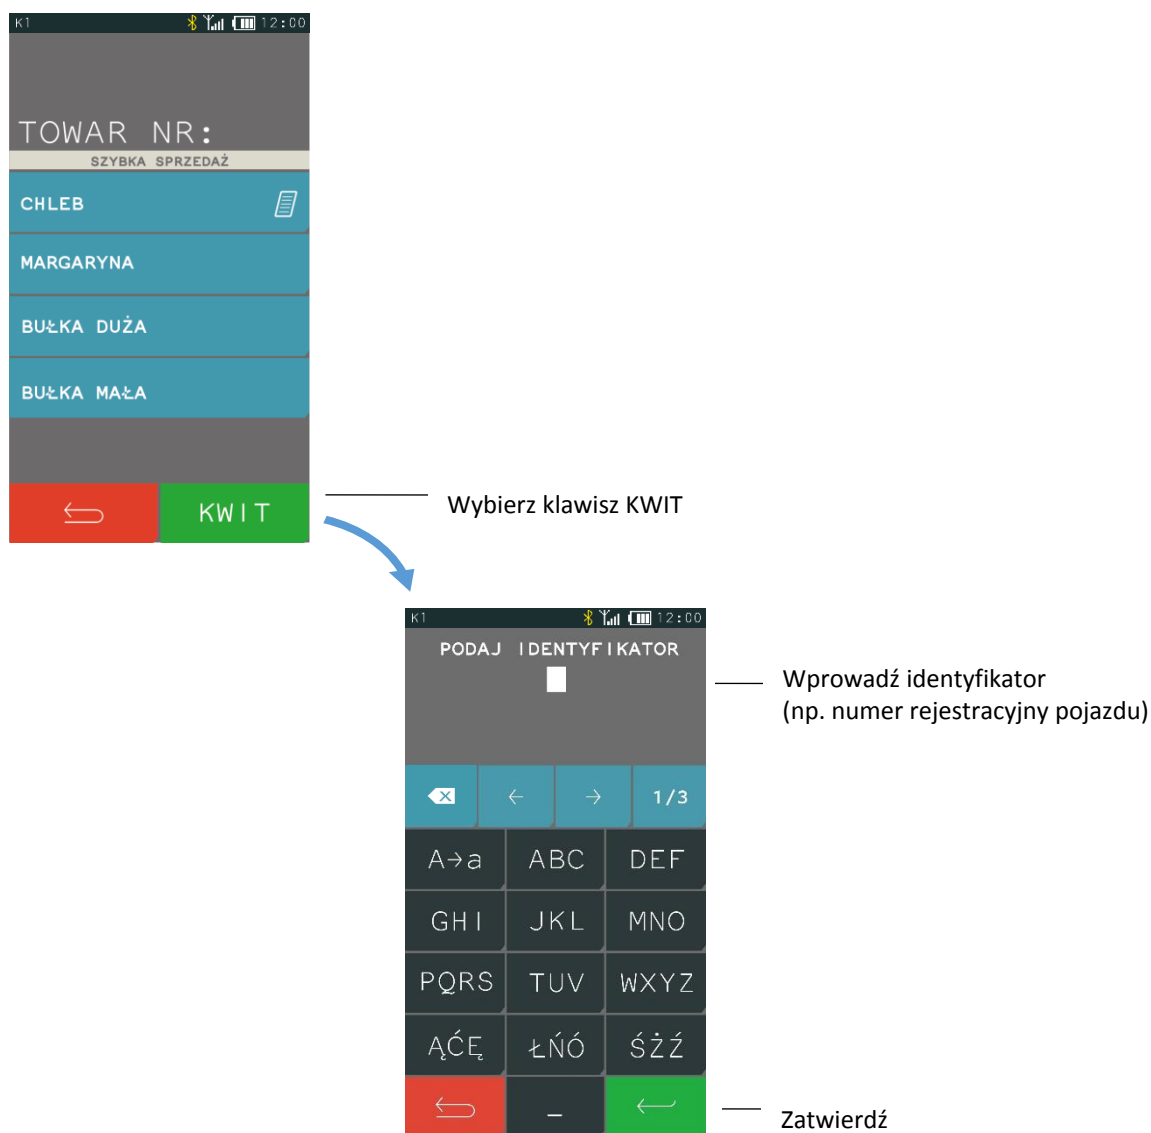 K1 12:00
TOWAR NR:
SZYBKA SPRZEDAŻ
CHLEB
MARGARYNA
BUŁKA DUŻA
BUŁKA MAŁA
KWIT
Wybierz klawisz KWIT
K1 12:00
PODAJ IDENTYFIKATOR
Wprowadź identyfikator
(np. numer rejestracyjny pojazdu)
1/3
A→a ABC DEF
GHI JKL MNO
PQRS TUV WXYZ
ĄĆĘ ŁŃÓ ŚŻŹ
_
Zatwierdź